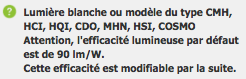 Lumière blanche ou modèle du type CMH,
HCI, HQI, CDO, MHN, HSI, COSMO
Attention, l'efficacité lumineuse par défaut
est de 90 lm/W.
Cette efficacité est modifiable par la suite.